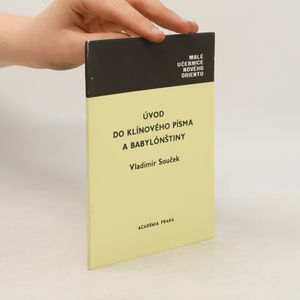 MALÉ
UČEBNICE
NOVÉHO
ORIENTU
ÚVOD
DO KLÍNOVÉHO PÍSMA
A BABYLÓNŠTINY
Vladimír Souček
ACADEMIA PRAHA